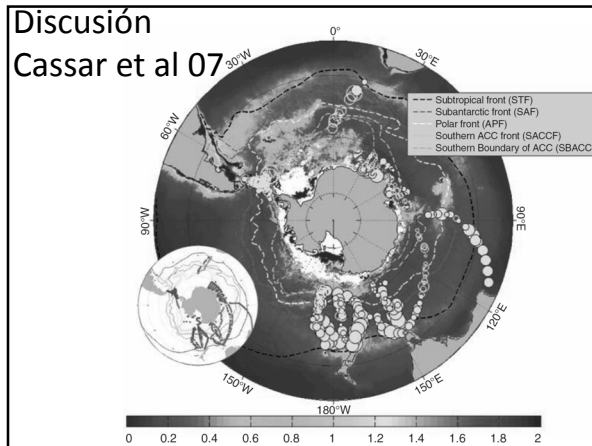 Discusión
Cassar et al 07
0°
30°W
30°E
60°W
Subtropical front (STF)
Subantarctic front (SAF)
Polar front (APF)
Southern ACC front (SACCF)
Southern Boundary of ACC (SBACC
90°W
90°E
120°E
150°W
150°E
180°W
0 0.2 0.4 0.6 0.8 1 1.2 1.4 1.6 1.8 2